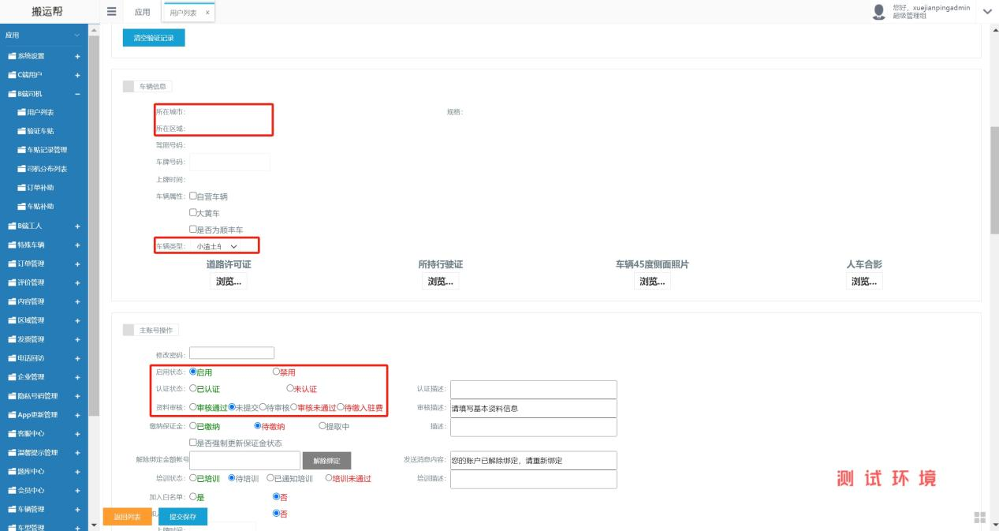 搬运帮
应用
用户列表 x
您好, xuejianpingadmin
超级管理组
应用
系统设置 +
C端用户 +
B端司机 −
用户列表
验证车贴
车贴记录管理
司机分布列表
订单补助
车贴补助
B端工人 +
特殊车辆 +
订单管理 +
评价管理 +
内容管理 +
区域管理 +
发票管理 +
电话回访 +
企业管理 +
隐私号码管理 +
App更新管理 +
客服中心 +
温馨提示管理 +
题库中心 +
会员中心 +
车辆管理 +
车型管理 +
清空验证记录
车辆信息
所在城市： 规格：
所在区域：
驾照号码：
车牌号码：
上牌时间：
车辆属性： 自营车辆
大黄车
是否为顺丰车
车辆类型： 小渣土车
道路许可证 所持行驶证 车辆45度侧面照片 人车合影
浏览... 浏览... 浏览... 浏览...
主账号操作
修改密码：
启用状态： 启用 禁用
认证状态： 已认证 未认证 认证描述：
资料审核： 审核通过 未提交 待审核 审核未通过 待缴入驻费 审核描述： 请填写基本资料信息
缴纳保证金： 已缴纳 待缴纳 提取中 描述：
是否强制更新保证金状态
解除绑定金额帐号 解除绑定 发送消息内容： 您的账户已解除绑定，请重新绑定
培训状态： 已培训 待培训 已通知培训 培训未通过 培训描述：
加入白名单： 是 否
否
返回列表 提交保存
上牌时间：
测试环境